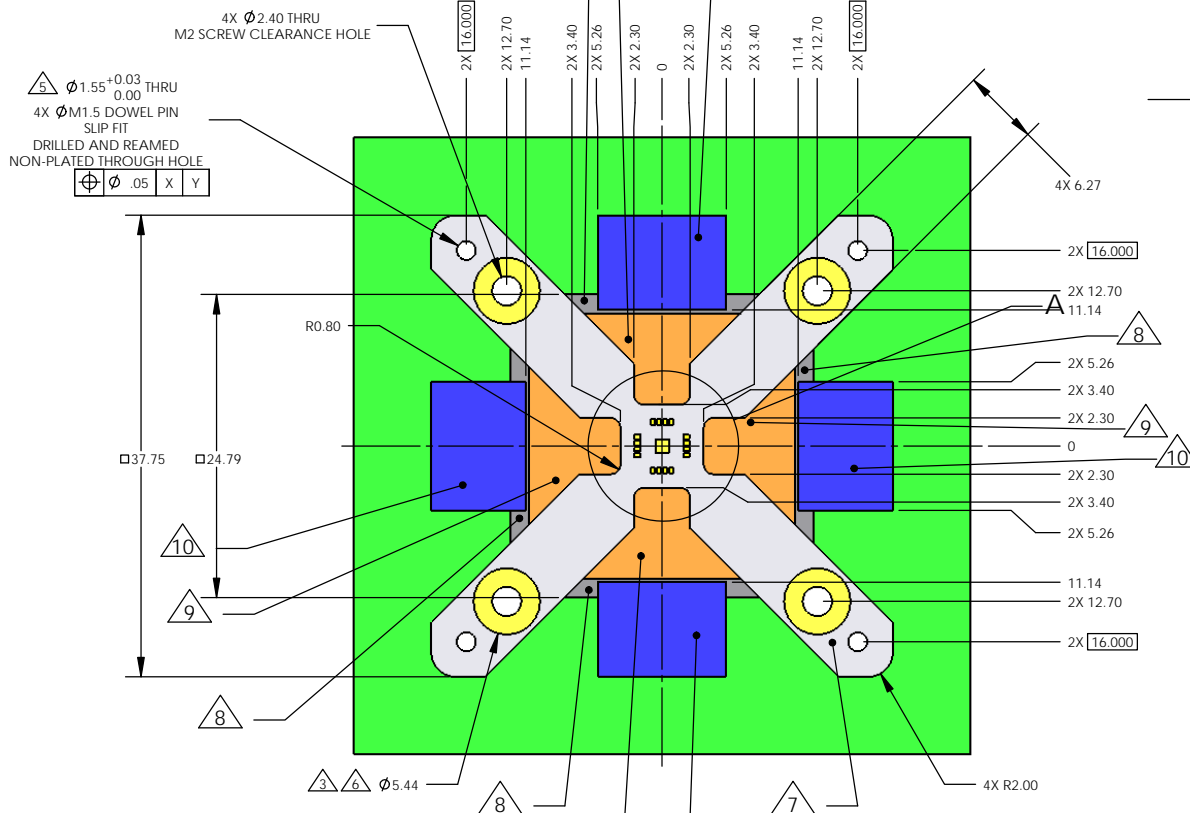 4X Ø2.40 THRU
M2 SCREW CLEARANCE HOLE
5 Ø1.55 +0.03 THRU
0.00
4X ØM1.5 DOWEL PIN
SLIP FIT
DRILLED AND REAMED
NON-PLATED THROUGH HOLE
⌖ Ø .05 X Y
2X 16.000
2X 12.70
11.14
2X 3.40
2X 5.26
2X 2.30
0
2X 2.30
2X 5.26
2X 3.40
11.14
2X 12.70
2X 16.000
4X 6.27
2X 16.000
2X 12.70
A
11.14
8
2X 5.26
2X 3.40
2X 2.30
9
0
10
2X 2.30
2X 3.40
2X 5.26
11.14
2X 12.70
2X 16.000
R0.80
□37.75
□24.79
10
9
8
3 6 Ø5.44
8
7
4X R2.00